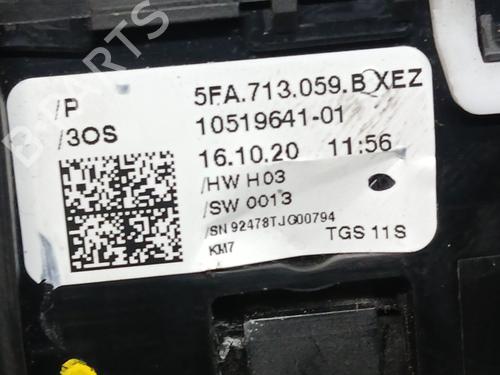 /P 5FA.713.059.B XEZ
/3OS 10519641-01
16.10.20 11:56
/HW H03
/SW 0013
/SN 92478TJG00794
KM7 TGS 11S